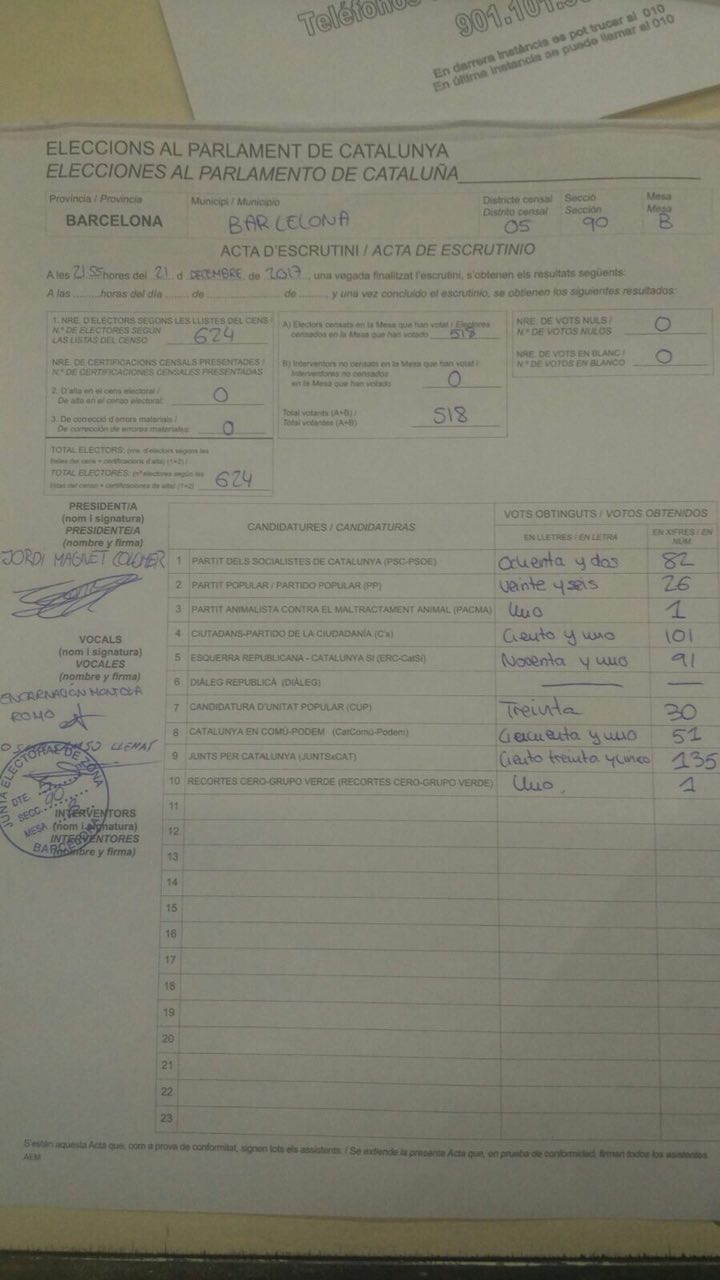 Teléfonos
901.101.
En darrera instància es pot trucar al 010
En última instancia se puede llamar al 010
ELECCIONS AL PARLAMENT DE CATALUNYA
ELECCIONES AL PARLAMENTO DE CATALUÑA
Província / Provincia
BARCELONA
Municipi / Municipio
BARCELONA
Districte censal
Distrito censal
05
Secció
Sección
90
Mesa
Mesa
B
ACTA D'ESCRUTINI / ACTA DE ESCRUTINIO
A les 21 55 hores del 21 d DECEMBRE de 2017, una vegada finalitzat l'escrutini, s'obtenen els resultats següents:
A las ........horas del día ....... de ................ de ......., y una vez concluido el escrutinio, se obtienen los siguientes resultados:
1. NRE. D'ELECTORS SEGONS LES LLISTES DEL CENS /
N.º DE ELECTORES SEGÚN
LAS LISTAS DEL CENSO 624
NRE. DE CERTIFICACIONS CENSALS PRESENTADES /
N.º DE CERTIFICACIONES CENSALES PRESENTADAS
2. D'alta en el cens electoral /
De alta en el censo electoral: 0
3. De correcció d'errors materials /
De corrección de errores materiales: 0
TOTAL ELECTORS: (nre. d'electors segons les
llistes del cens + certificacions d'alta) (1+2) /
TOTAL ELECTORES: (nº electores según las
listas del censo + certificaciones de alta) (1+2) 624
A) Electors censats en la Mesa que han votat / Electores
censados en la Mesa que han votado 518
B) Interventors no censats en la Mesa que han votat /
Interventores no censados
en la Mesa que han votado 0
Total votants (A+B) /
Total votantes (A+B) 518
NRE. DE VOTS NULS /
N.º DE VOTOS NULOS 0
NRE. DE VOTS EN BLANC /
N.º DE VOTOS EN BLANCO 0
PRESIDENT/A
(nom i signatura)
PRESIDENTE/A
(nombre y firma)
JORDI MAGNET
VOCALS
(nom i signatura)
VOCALES
(nombre y firma)
ENCARNACION MONTOYA
ROMO
LLENAS
JUNTA ELECTORAL DE ZONA
DTE. 5
SECC. 90
MESA B
BARCELONA
INTERVENTORS
(nom i signatura)
INTERVENTORES
(nombre y firma)
CANDIDATURES / CANDIDATURAS
VOTS OBTINGUTS / VOTOS OBTENIDOS
EN LLETRES / EN LETRA
EN XIFRES / EN NÚM.
1 PARTIT DELS SOCIALISTES DE CATALUNYA (PSC-PSOE) Ochenta y dos 82
2 PARTIT POPULAR / PARTIDO POPULAR (PP) Veinte y seis 26
3 PARTIT ANIMALISTA CONTRA EL MALTRACTAMENT ANIMAL (PACMA) Uno 1
4 CIUTADANS-PARTIDO DE LA CIUDADANÍA (C's) Ciento y uno 101
5 ESQUERRA REPUBLICANA - CATALUNYA SÍ (ERC-CatSí) Noventa y uno 91
6 DIÀLEG REPUBLICÀ (DIÀLEG) — —
7 CANDIDATURA D'UNITAT POPULAR (CUP) Treinta 30
8 CATALUNYA EN COMÚ-PODEM (CatComú-Podem) Cincuenta y uno 51
9 JUNTS PER CATALUNYA (JUNTSxCAT) Ciento treinta y cinco 135
10 RECORTES CERO-GRUPO VERDE (RECORTES CERO-GRUPO VERDE) Uno. 1
11
12
13
14
15
16
17
18
19
20
21
22
23
S'estén aquesta Acta que, com a prova de conformitat, signen tots els assistents. / Se extiende la presente Acta que, en prueba de conformidad, firman todos los asistentes.
AEM